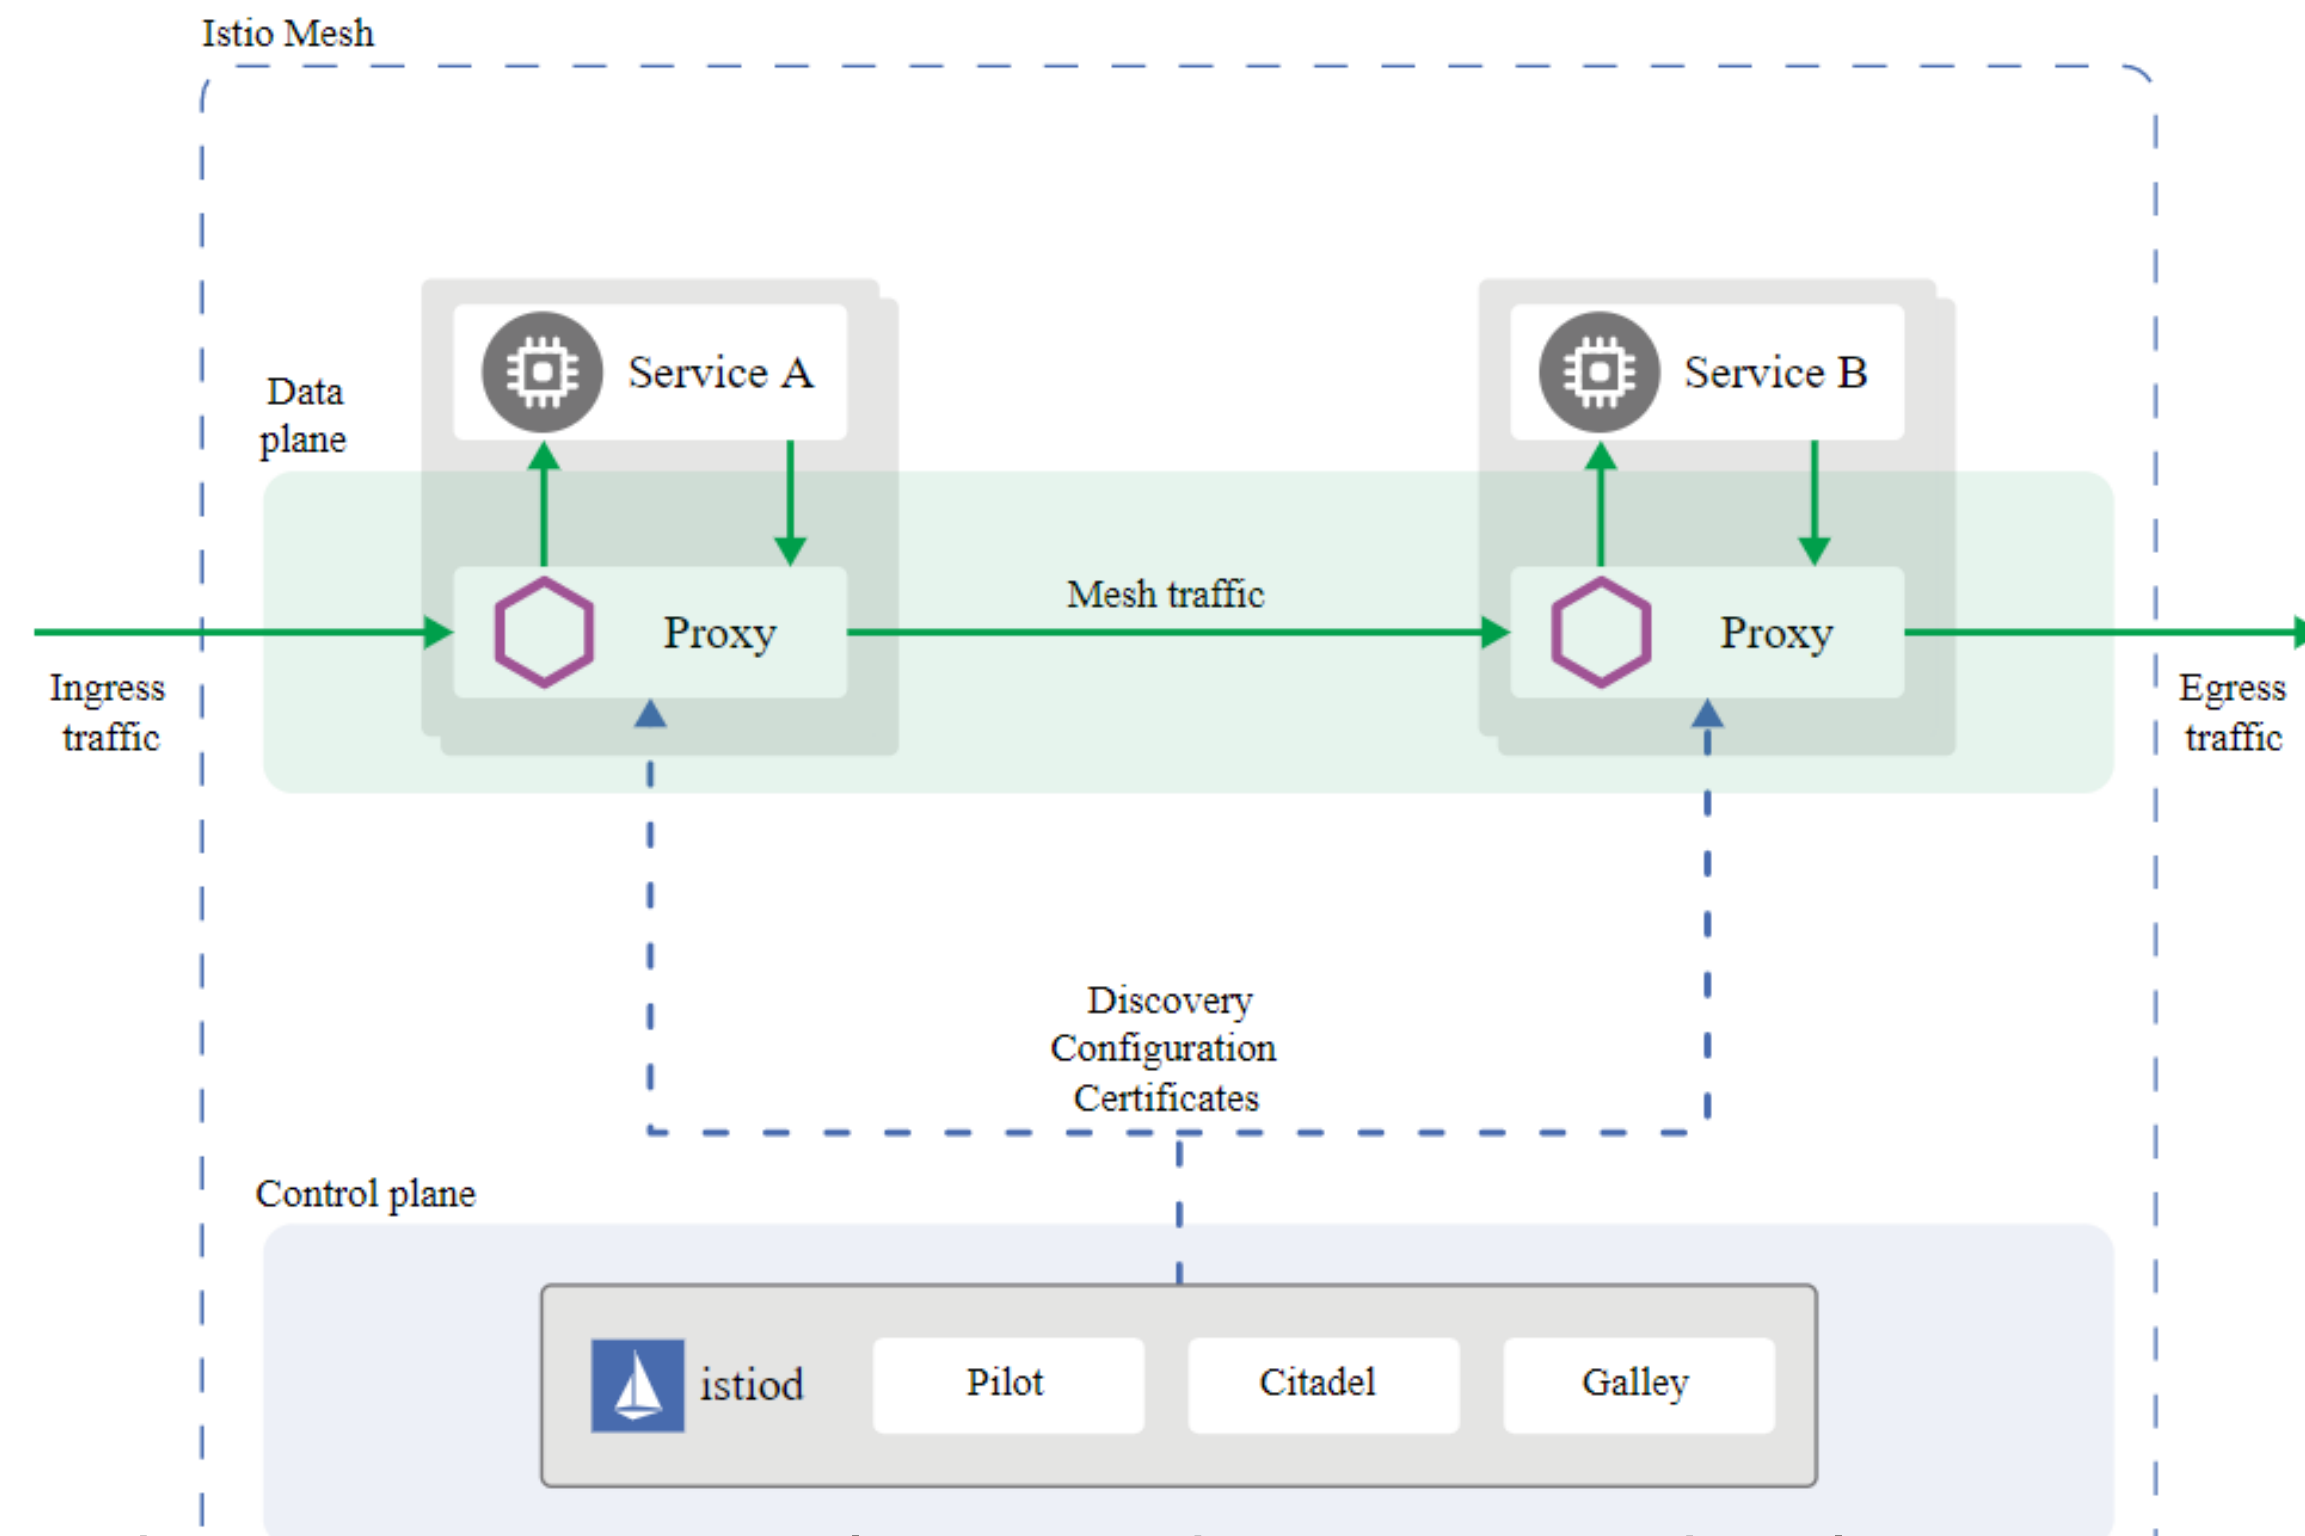 Istio Mesh
Service A
Service B
Data
plane
Mesh traffic
Proxy
Proxy
Ingress
traffic
Egress
traffic
Discovery
Configuration
Certificates
Control plane
istiod
Pilot
Citadel
Galley